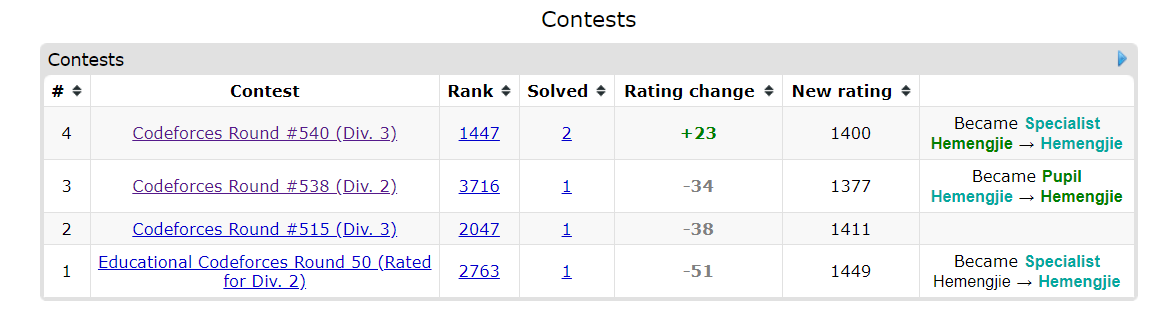 Contests
Contests
# Contest Rank Solved Rating change New rating
4 Codeforces Round #540 (Div. 3) 1447 2 +23 1400 Became Specialist
Hemengjie → Hemengjie
3 Codeforces Round #538 (Div. 2) 3716 1 -34 1377 Became Pupil
Hemengjie → Hemengjie
2 Codeforces Round #515 (Div. 3) 2047 1 -38 1411
1 Educational Codeforces Round 50 (Rated
for Div. 2) 2763 1 -51 1449 Became Specialist
Hemengjie → Hemengjie